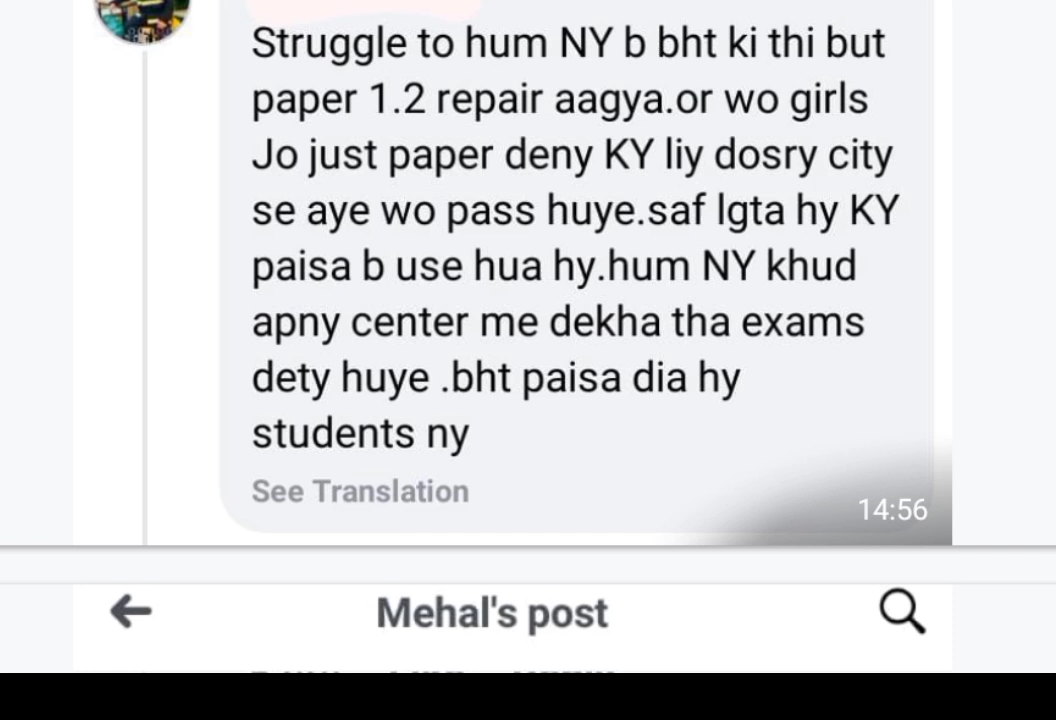 Struggle to hum NY b bht ki thi but
paper 1.2 repair aagya.or wo girls
Jo just paper deny KY liy dosry city
se aye wo pass huye.saf lgta hy KY
paisa b use hua hy.hum NY khud
apny center me dekha tha exams
dety huye .bht paisa dia hy
students ny
See Translation
14:56
Mehal's post